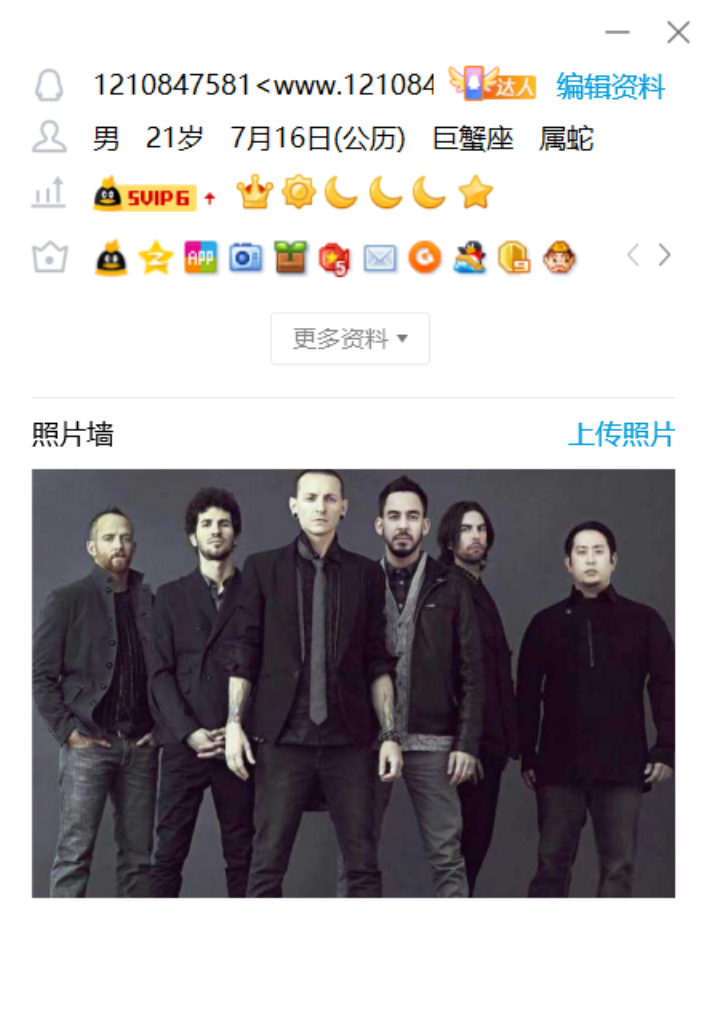 1210847581<www.121084 达人 编辑资料
男 21岁 7月16日(公历) 巨蟹座 属蛇
SVIP6
APP 5
更多资料
照片墙 上传照片